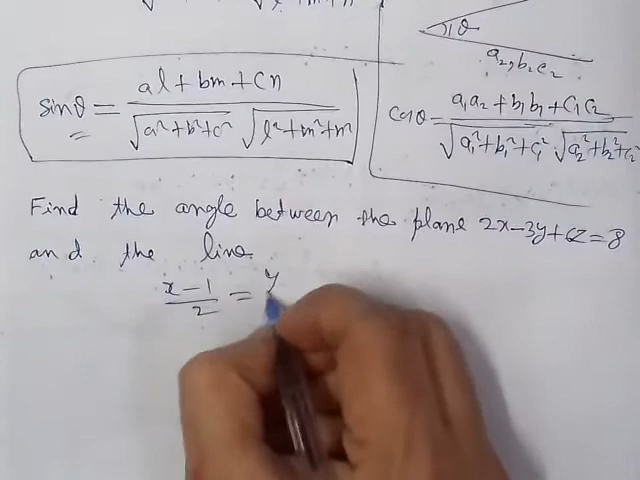 θ
a₂, b₂ c₂
sinθ = (al + bm + cn) / (√(a² + b² + c²) √(l² + m² + n²))
cosθ = (a₁a₂ + b₁b₂ + c₁c₂) / (√(a₁² + b₁² + c₁²) · √(a₂² + b₂² + c₂²))
Find the angle between the plane 2x-3y+6z=8
and the line
(x-1)/2 = y